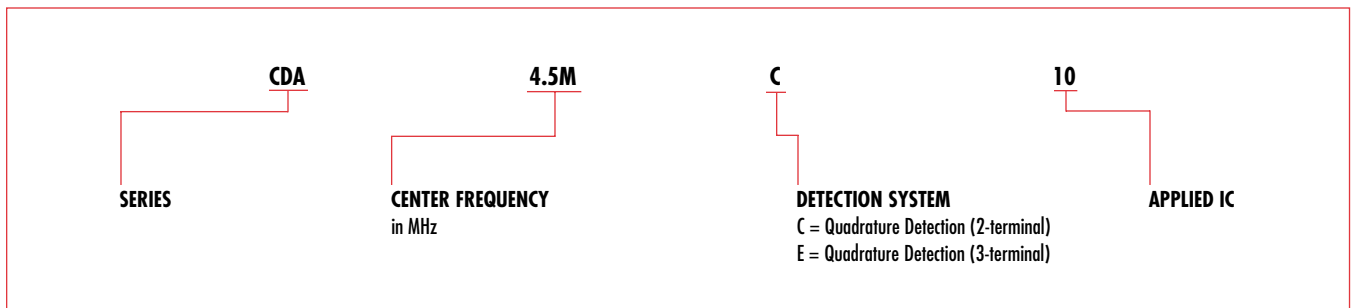 CDA 4.5M C 10
SERIES CENTER FREQUENCY DETECTION SYSTEM APPLIED IC
in MHz C = Quadrature Detection (2-terminal)
E = Quadrature Detection (3-terminal)